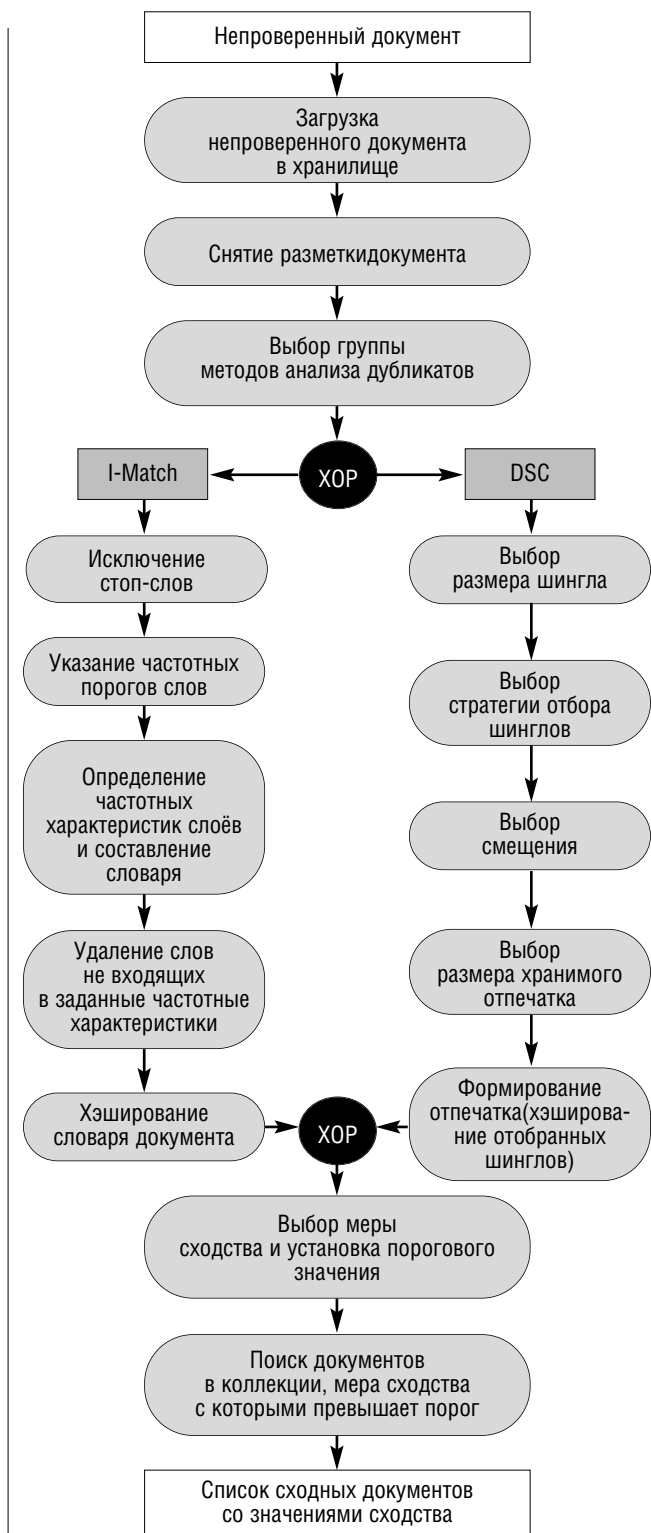 Непроверенный документ
Загрузка
непроверенного документа
в хранилище
Снятие разметкидокумента
Выбор группы
методов анализа дубликатов
ХОР
I-Match
DSC
Исключение
стоп-слов
Указание частотных
порогов слов
Определение
частотных
характеристик слоёв
и составление
словаря
Удаление слов
не входящих
в заданные частотные
характеристики
Хэширование
словаря документа
Выбор
размера шингла
Выбор
стратегии отбора
шинглов
Выбор
смещения
Выбор
размера хранимого
отпечатка
Формирование
отпечатка(хэширова-
ние отобранных
шинглов)
ХОР
Выбор меры
сходства и установка порогового
значения
Поиск документов
в коллекции, мера сходства
с которыми превышает порог
Список сходных документов
со значениями сходства